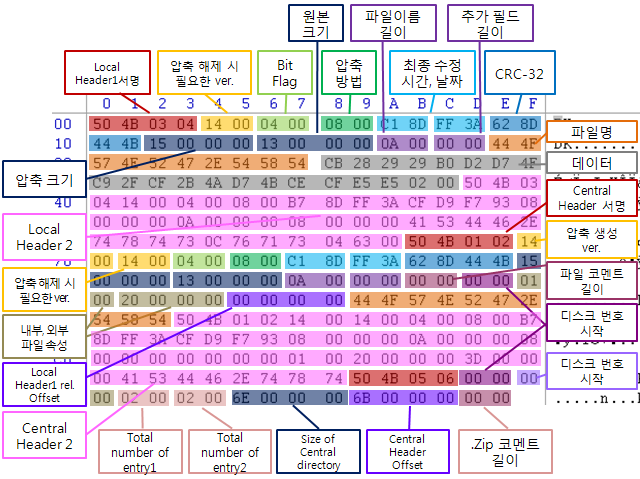 원본
크기
파일이름
길이
추가 필드
길이
Local
Header1서명
압축 해제 시
필요한 ver.
Bit
Flag
압축
방법
최종 수정
시간, 날짜
CRC-32
0 1 2 3 4 5 6 7 8 9 A B C D E F
00 50 4B 03 04 14 00 04 00 08 00 C1 8D FF 3A 62 8D
10 44 4B 15 00 00 00 13 00 00 00 0A 00 00 00 44 4F
파일명
57 4E 52 47 2E 54 58 54 CB 28 29 29 B0 D2 D7 4F
데이터
압축 크기
C9 2F CF 2B 4A D7 4B CE CF E5 E5 02 00 50 4B 03
40 04 14 00 04 00 08 00 B7 8D FF 3A CF D9 F7 93 08
Central
Header 서명
00 00 00 0A 00 00 00 08 00 00 00 41 53 44 46 2E
Local
Header 2
74 78 74 73 0C 76 71 73 04 63 00 50 4B 01 02 14
압축 생성
ver.
70 00 14 00 04 00 08 00 C1 8D FF 3A 62 8D 44 4B 15
압축해제 시
필요한ver.
00 00 00 13 00 00 00 0A 00 00 00 00 00 00 00 01
파일 코멘트
길이
00 20 00 00 00 00 00 00 00 44 4F 57 4E 52 47 2E
내부,외부
파일속성
54 58 54 50 4B 01 02 14 00 14 00 04 00 08 00 B7
디스크 번호
시작
8D FF 3A CF D9 F7 93 08 00 00 00 0A 00 00 00 08
00 00 00 00 00 00 00 01 00 20 00 00 00 3D 00 00
Local
Header1 rel.
Offset
디스크 번호
시작
00 41 53 44 46 2E 74 78 74 50 4B 05 06 00 00 00
00 02 00 02 00 6E 00 00 00 6B 00 00 00 00 00
Central
Header 2
Total
number of
entry1
Total
number of
entry2
Size of
Central
directory
Central
Header
Offset
.Zip 코멘트
길이